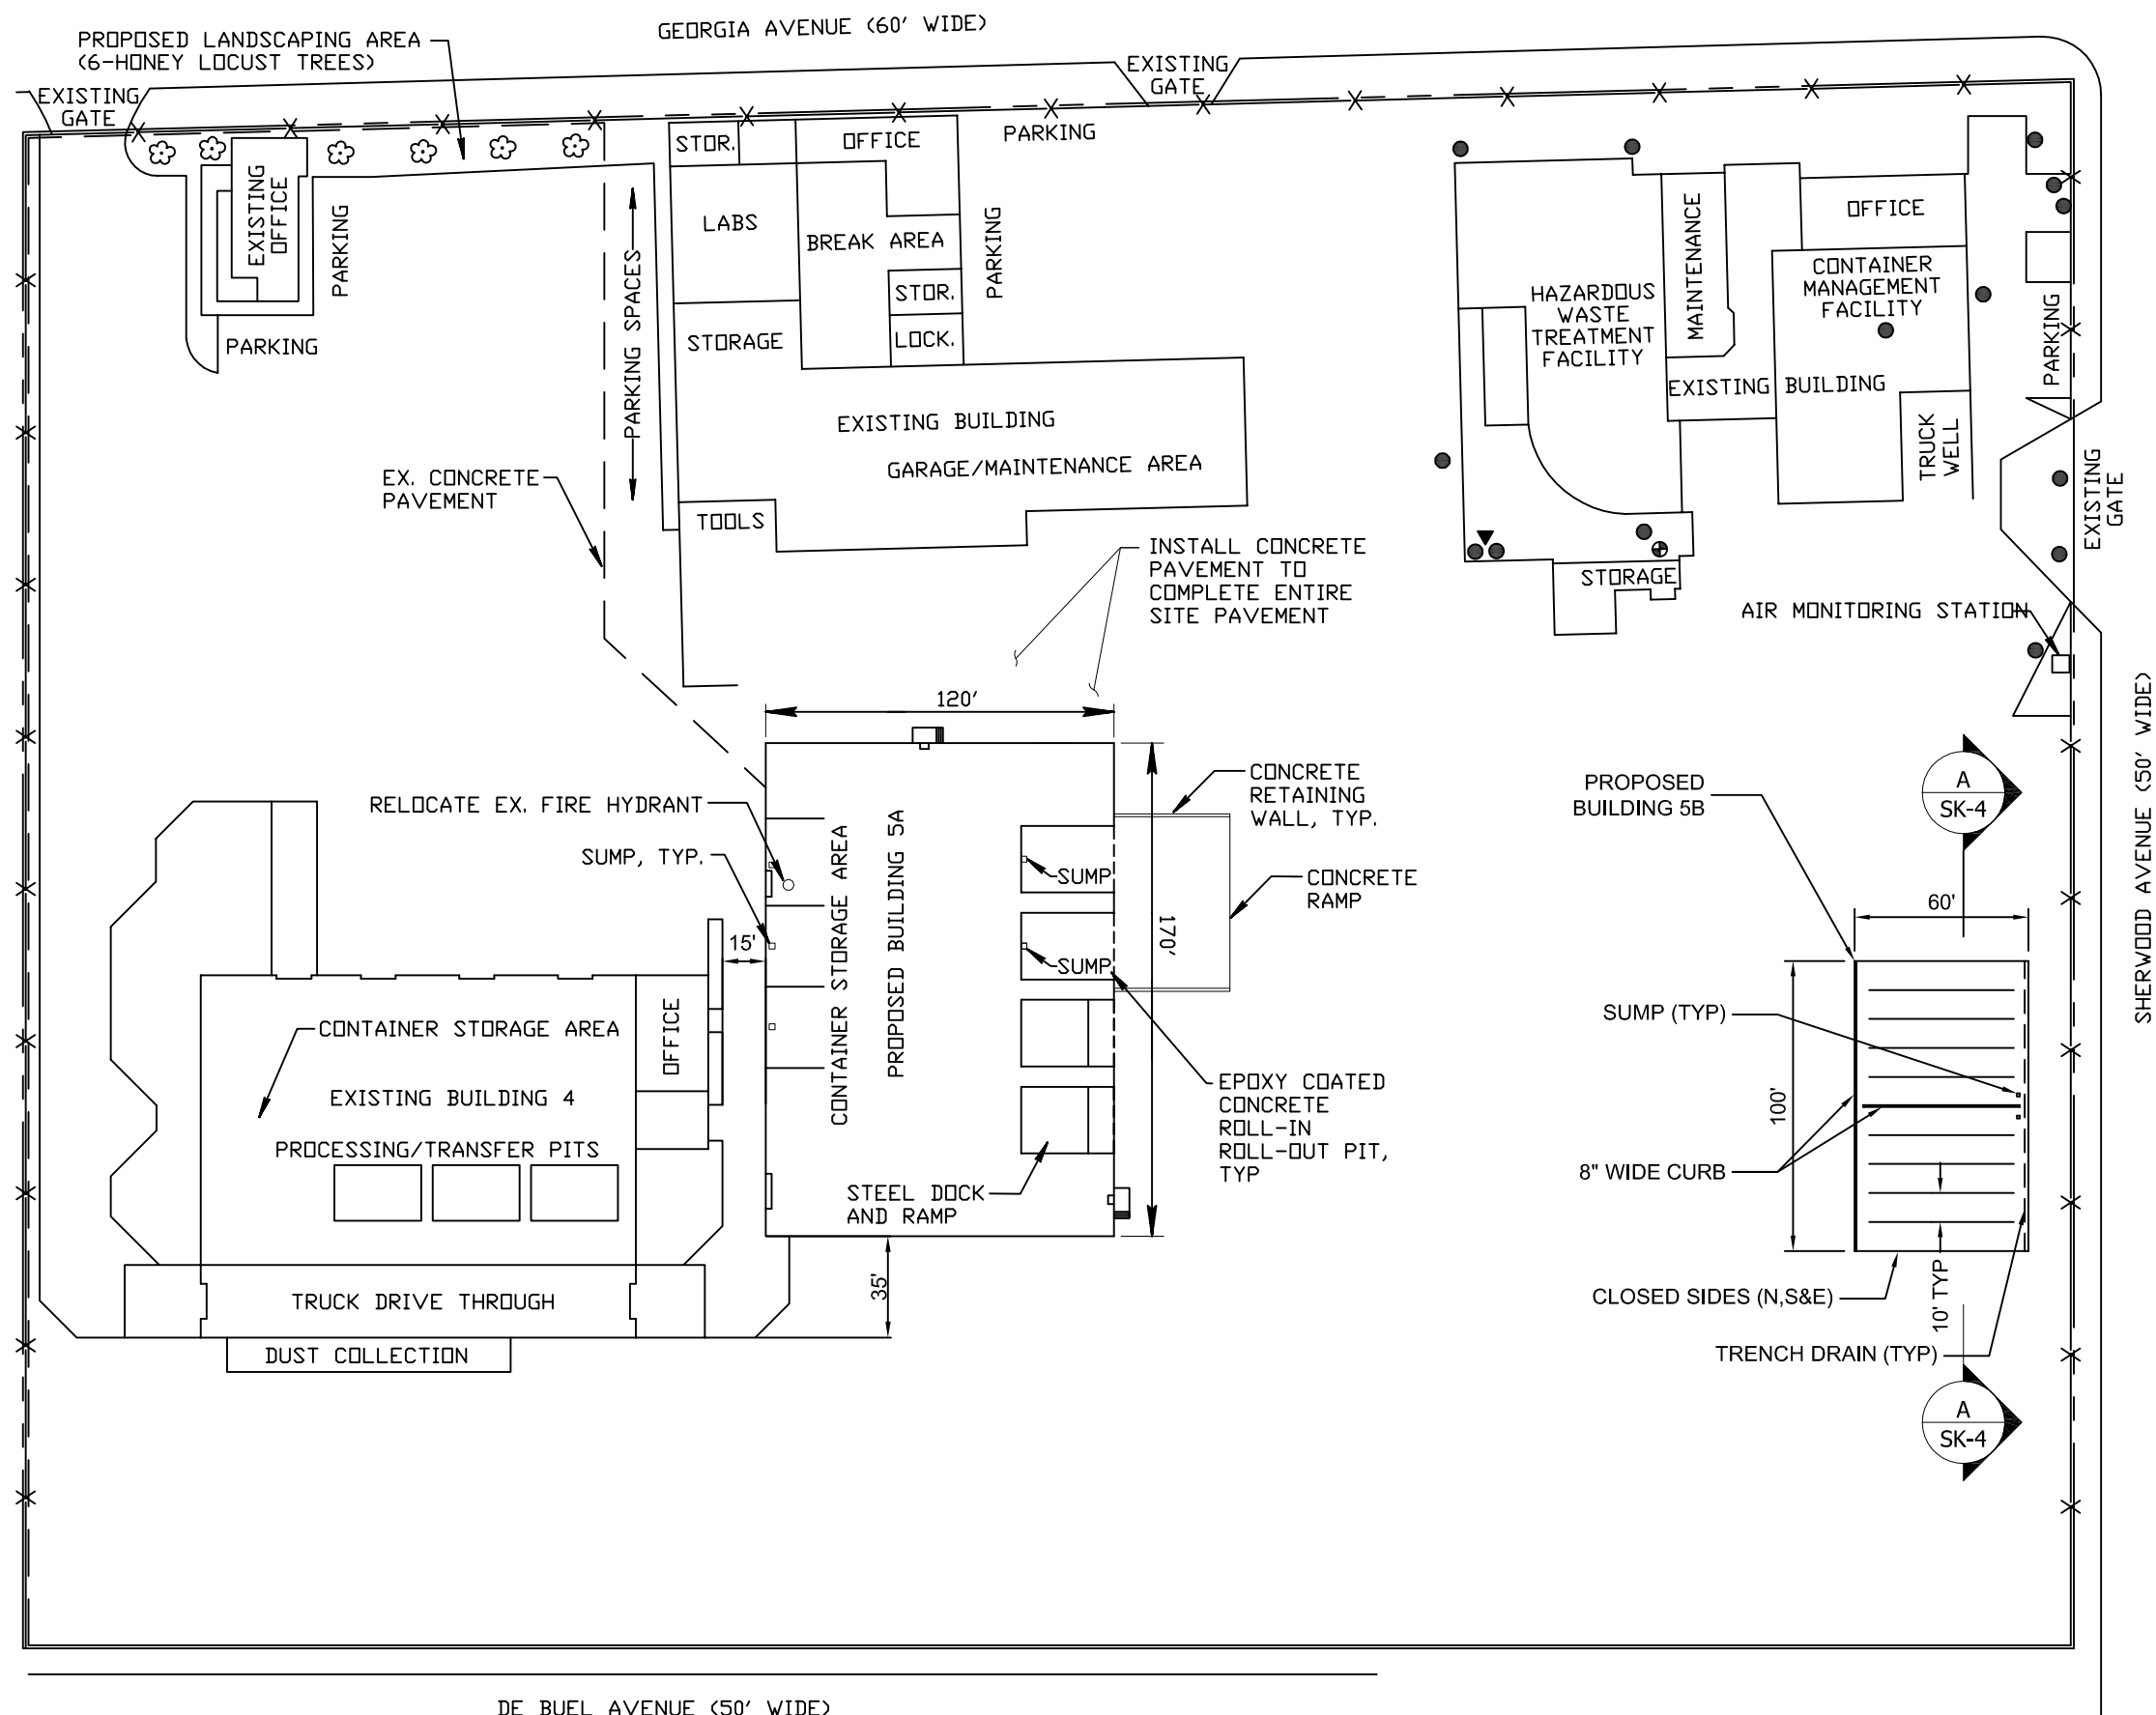 GEORGIA AVENUE (60' WIDE)
PROPOSED LANDSCAPING AREA
(6-HONEY LOCUST TREES)
EXISTING
GATE
EXISTING
GATE
EXISTING
OFFICE
PARKING
PARKING
PARKING SPACES
STOR.
OFFICE
PARKING
LABS
BREAK AREA
PARKING
STOR.
STORAGE
LOCK.
EXISTING BUILDING
GARAGE/MAINTENANCE AREA
TOOLS
EX. CONCRETE
PAVEMENT
HAZARDOUS
WASTE
TREATMENT
FACILITY
MAINTENANCE
OFFICE
CONTAINER
MANAGEMENT
FACILITY
EXISTING BUILDING
TRUCK
WELL
PARKING
EXISTING
GATE
STORAGE
AIR MONITORING STATION
INSTALL CONCRETE
PAVEMENT TO
COMPLETE ENTIRE
SITE PAVEMENT
SHERWOOD AVENUE (50' WIDE)
120'
170'
CONCRETE
RETAINING
WALL, TYP.
CONCRETE
RAMP
RELOCATE EX. FIRE HYDRANT
SUMP, TYP.
15'
CONTAINER STORAGE AREA
PROPOSED BUILDING 5A
SUMP
SUMP
EPOXY COATED
CONCRETE
ROLL-IN
ROLL-OUT PIT,
TYP
STEEL DOCK
AND RAMP
35'
CONTAINER STORAGE AREA
OFFICE
EXISTING BUILDING 4
PROCESSING/TRANSFER PITS
TRUCK DRIVE THROUGH
DUST COLLECTION
A
SK-4
PROPOSED
BUILDING 5B
60'
SUMP (TYP)
100'
8" WIDE CURB
CLOSED SIDES (N,S&E)
10' TYP
TRENCH DRAIN (TYP)
A
SK-4
DE BUEL AVENUE (50' WIDE)